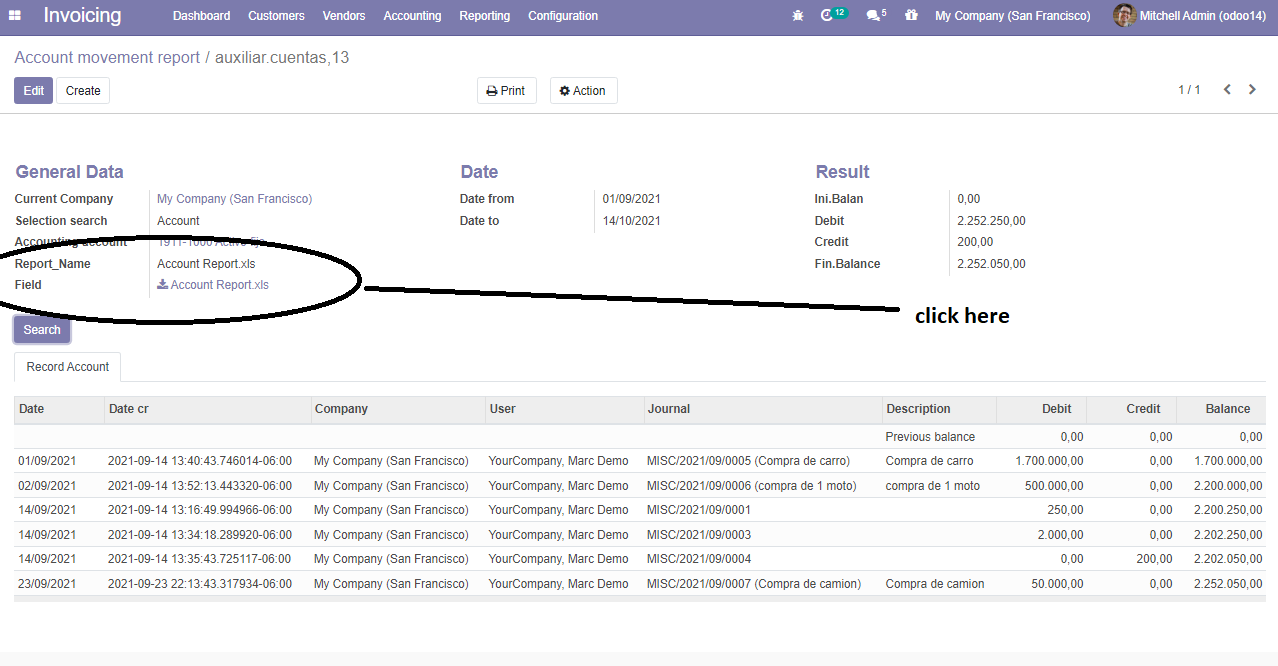 Invoicing Dashboard Customers Vendors Accounting Reporting Configuration 12 5 My Company (San Francisco) Mitchell Admin (odoo14)
Account movement report / auxiliar.cuentas,13
Edit Create Print Action 1 / 1
General Data Date Result
Current Company My Company (San Francisco) Date from 01/09/2021 Ini.Balan 0,00
Selection search Account Date to 14/10/2021 Debit 2.252.250,00
Accounting account 1911-1000 Credit 200,00
Report_Name Account Report.xls Fin.Balance 2.252.050,00
Field Account Report.xls
click here
Search
Record Account
Date Date cr Company User Journal Description Debit Credit Balance
Previous balance 0,00 0,00 0,00
01/09/2021 2021-09-14 13:40:43.746014-06:00 My Company (San Francisco) YourCompany, Marc Demo MISC/2021/09/0005 (Compra de carro) Compra de carro 1.700.000,00 0,00 1.700.000,00
02/09/2021 2021-09-14 13:52:13.443320-06:00 My Company (San Francisco) YourCompany, Marc Demo MISC/2021/09/0006 (compra de 1 moto) compra de 1 moto 500.000,00 0,00 2.200.000,00
14/09/2021 2021-09-14 13:16:49.994966-06:00 My Company (San Francisco) YourCompany, Marc Demo MISC/2021/09/0001 250,00 0,00 2.200.250,00
14/09/2021 2021-09-14 13:34:18.289920-06:00 My Company (San Francisco) YourCompany, Marc Demo MISC/2021/09/0003 2.000,00 0,00 2.202.250,00
14/09/2021 2021-09-14 13:35:43.725117-06:00 My Company (San Francisco) YourCompany, Marc Demo MISC/2021/09/0004 0,00 200,00 2.202.050,00
23/09/2021 2021-09-23 22:13:43.317934-06:00 My Company (San Francisco) YourCompany, Marc Demo MISC/2021/09/0007 (Compra de camion) Compra de camion 50.000,00 0,00 2.252.050,00